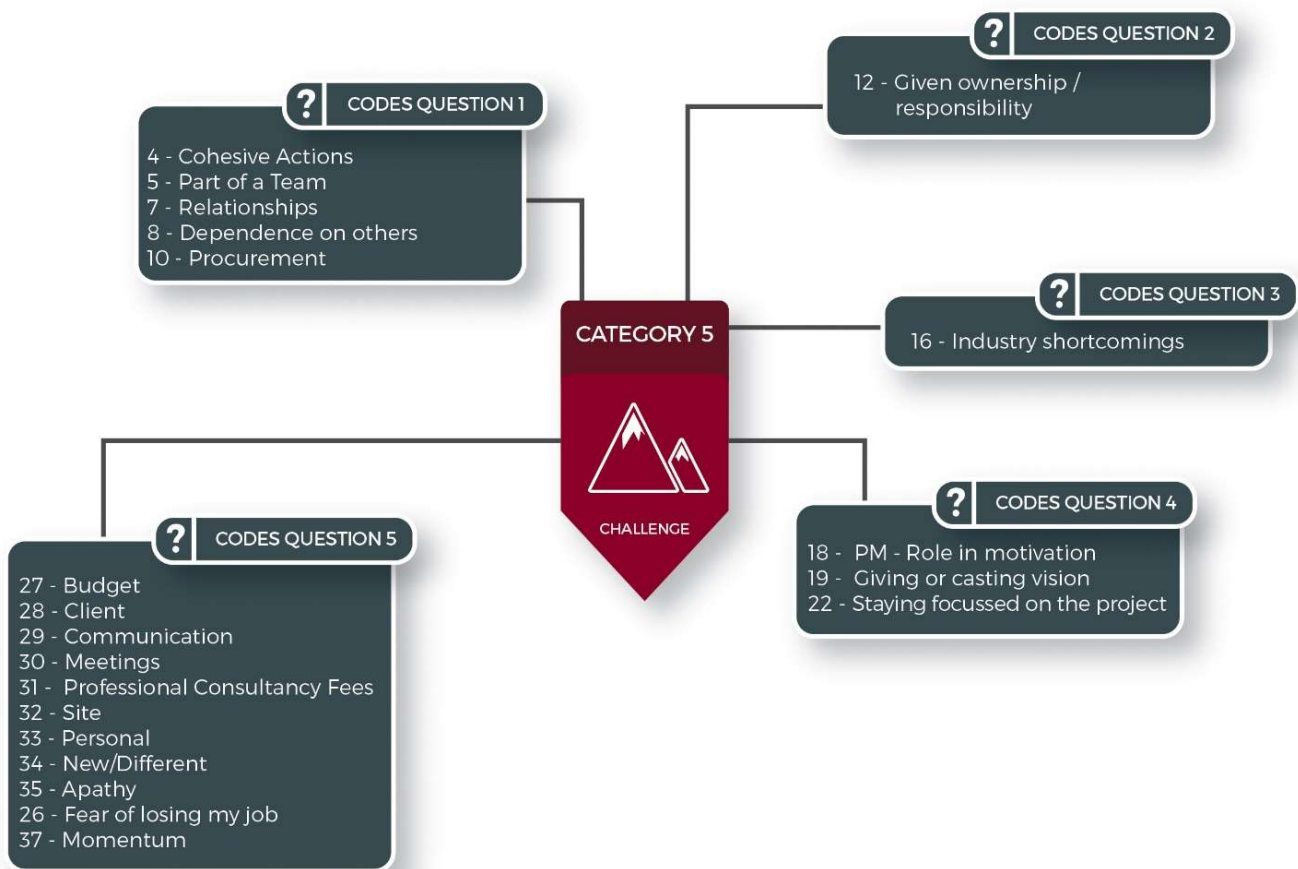 ? CODES QUESTION 1
4 - Cohesive Actions
5 - Part of a Team
7 - Relationships
8 - Dependence on others
10 - Procurement
? CODES QUESTION 2
12 - Given ownership /
responsibility
? CODES QUESTION 3
16 - Industry shortcomings
CATEGORY 5
CHALLENGE
? CODES QUESTION 4
18 - PM - Role in motivation
19 - Giving or casting vision
22 - Staying focussed on the project
? CODES QUESTION 5
27 - Budget
28 - Client
29 - Communication
30 - Meetings
31 - Professional Consultancy Fees
32 - Site
33 - Personal
34 - New/Different
35 - Apathy
26 - Fear of losing my job
37 - Momentum